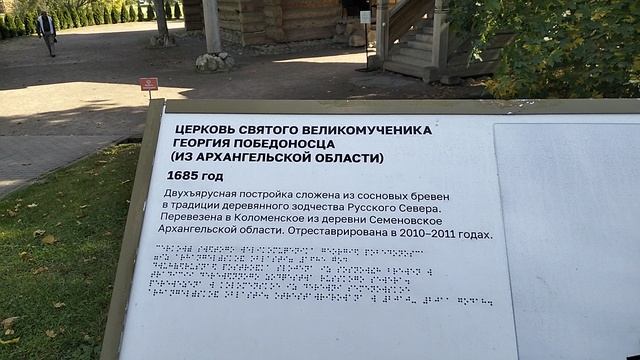 ЦЕРКОВЬ СВЯТОГО ВЕЛИКОМУЧЕНИКА
ГЕОРГИЯ ПОБЕДОНОСЦА
(ИЗ АРХАНГЕЛЬСКОЙ ОБЛАСТИ)
1685 год
Двухъярусная постройка сложена из сосновых бревен
в традиции деревянного зодчества Русского Севера.
Перевезена в Коломенское из деревни Семеновское
Архангельской области. Отреставрирована в 2010–2011 годах.